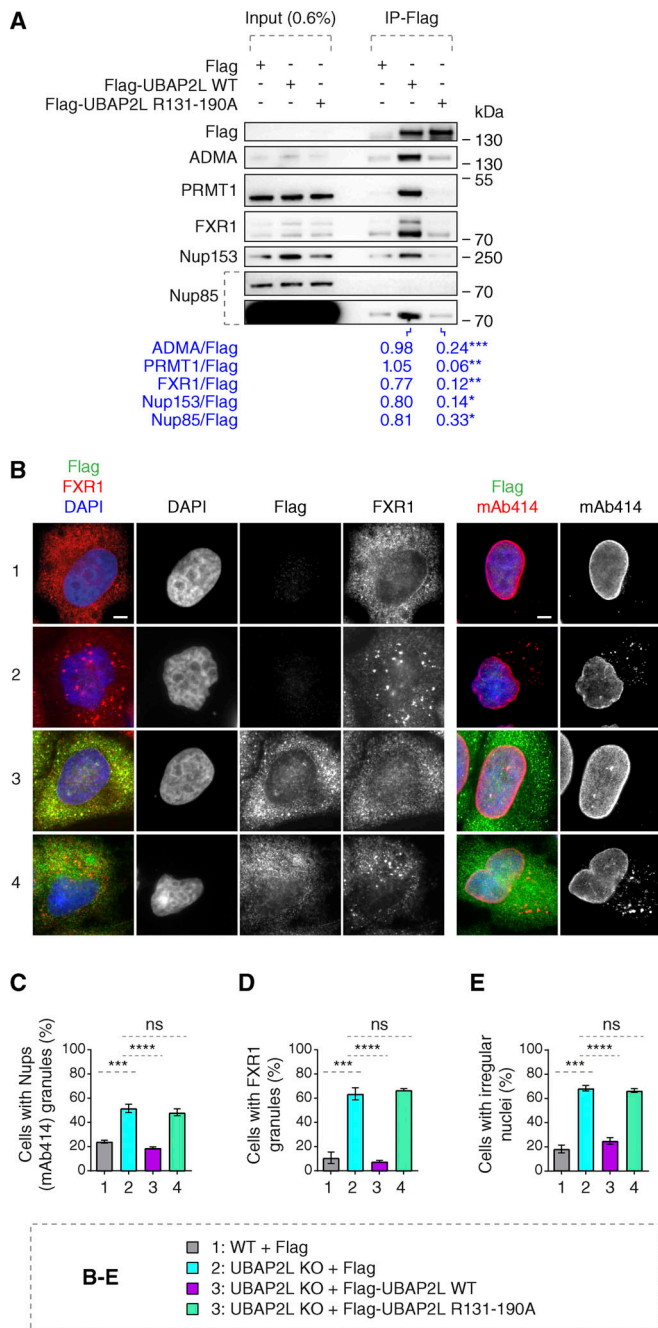 A
Input (0.6%) IP-Flag
Flag + - - + - -
Flag-UBAP2L WT - + - - + -
Flag-UBAP2L R131-190A - - + - - +
kDa
Flag
130
ADMA
130
55
PRMT1
FXR1
70
Nup153
250
Nup85
70
70
ADMA/Flag 0.98 0.24***
PRMT1/Flag 1.05 0.06**
FXR1/Flag 0.77 0.12**
Nup153/Flag 0.80 0.14*
Nup85/Flag 0.81 0.33*
B
Flag
FXR1
DAPI DAPI Flag FXR1
Flag
mAb414 mAb414
1
2
3
4
C
Cells with Nups
(mAb414) granules (%)
100
80
60
40
20
0
ns
****
***
1 2 3 4
D
Cells with FXR1
granules (%)
100
80
60
40
20
0
ns
****
***
1 2 3 4
E
Cells with irregular
nuclei (%)
100
80
60
40
20
0
ns
****
***
1 2 3 4
B-E
1: WT + Flag
2: UBAP2L KO + Flag
3: UBAP2L KO + Flag-UBAP2L WT
3: UBAP2L KO + Flag-UBAP2L R131-190A